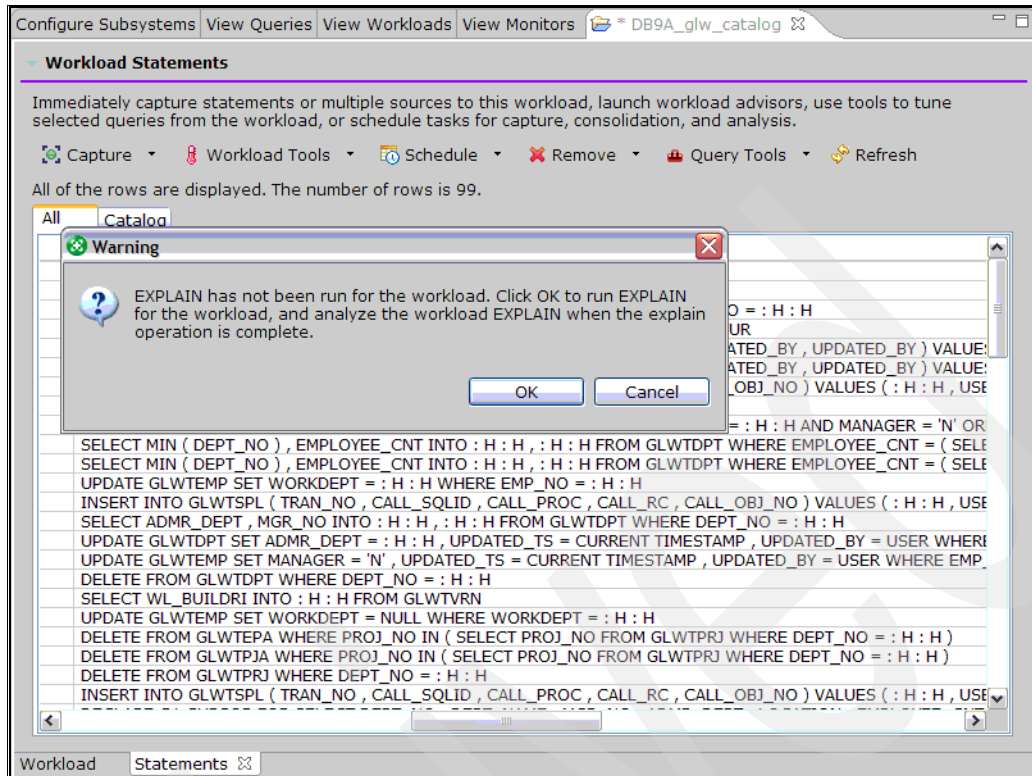 Configure Subsystems View Queries View Workloads View Monitors * DB9A_glw_catalog
Workload Statements
Immediately capture statements or multiple sources to this workload, launch workload advisors, use tools to tune
selected queries from the workload, or schedule tasks for capture, consolidation, and analysis.
Capture Workload Tools Schedule Remove Query Tools Refresh
All of the rows are displayed. The number of rows is 99.
All Catalog
Warning
EXPLAIN has not been run for the workload. Click OK to run EXPLAIN
for the workload, and analyze the workload EXPLAIN when the explain
operation is complete.
OK Cancel
O = : H : H
UR
ATED_BY , UPDATED_BY ) VALUES
ATED_BY , UPDATED_BY ) VALUES
_OBJ_NO ) VALUES ( : H : H , USE
= : H : H AND MANAGER = 'N' OR
SELECT MIN ( DEPT_NO ) , EMPLOYEE_CNT INTO : H : H , : H : H FROM GLWTDPT WHERE EMPLOYEE_CNT = ( SELE
SELECT MIN ( DEPT_NO ) , EMPLOYEE_CNT INTO : H : H , : H : H FROM GLWTDPT WHERE EMPLOYEE_CNT = ( SELE
UPDATE GLWTEMP SET WORKDEPT = : H : H WHERE EMP_NO = : H : H
INSERT INTO GLWTSPL ( TRAN_NO , CALL_SQLID , CALL_PROC , CALL_RC , CALL_OBJ_NO ) VALUES ( : H : H , USE
SELECT ADMR_DEPT , MGR_NO INTO : H : H , : H : H FROM GLWTDPT WHERE DEPT_NO = : H : H
UPDATE GLWTDPT SET ADMR_DEPT = : H : H , UPDATED_TS = CURRENT TIMESTAMP , UPDATED_BY = USER WHERE
UPDATE GLWTEMP SET MANAGER = 'N' , UPDATED_TS = CURRENT TIMESTAMP , UPDATED_BY = USER WHERE EMP_
DELETE FROM GLWTDPT WHERE DEPT_NO = : H : H
SELECT WL_BUILDRI INTO : H : H FROM GLWTVRN
UPDATE GLWTEMP SET WORKDEPT = NULL WHERE WORKDEPT = : H : H
DELETE FROM GLWTEPA WHERE PROJ_NO IN ( SELECT PROJ_NO FROM GLWTPRJ WHERE DEPT_NO = : H : H )
DELETE FROM GLWTPJA WHERE PROJ_NO IN ( SELECT PROJ_NO FROM GLWTPRJ WHERE DEPT_NO = : H : H )
DELETE FROM GLWTPRJ WHERE DEPT_NO = : H : H
INSERT INTO GLWTSPL ( TRAN_NO , CALL_SQLID , CALL_PROC , CALL_RC , CALL_OBJ_NO ) VALUES ( : H : H , USE
Workload Statements